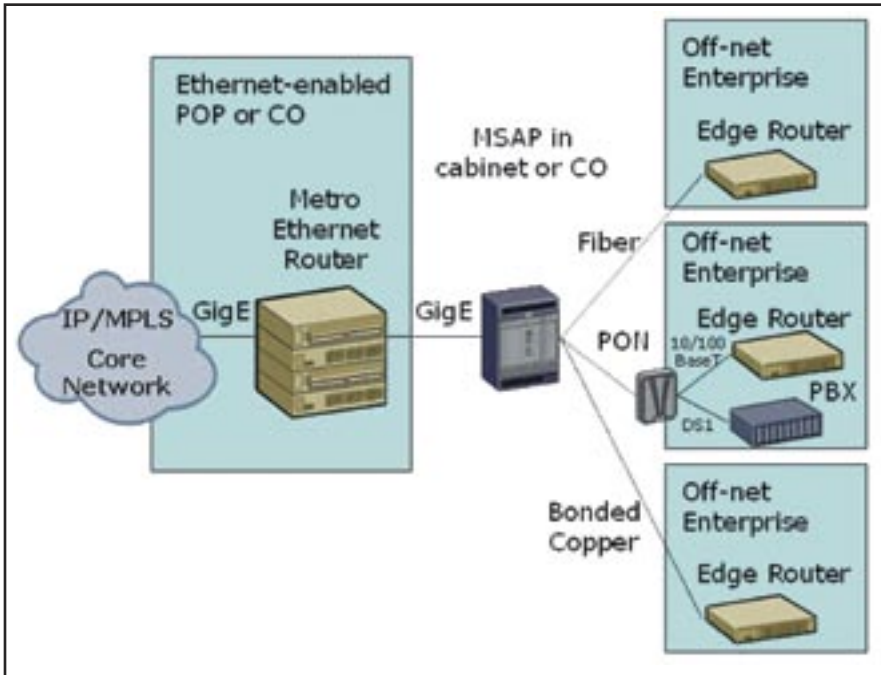 Ethernet-enabled
POP or CO
Metro
Ethernet
Router
IP/MPLS
Core
Network
GigE
GigE
MSAP in
cabinet or CO
Fiber
PON
Bonded
Copper
Off-net
Enterprise
Edge Router
Off-net
Enterprise
Edge Router
10/100
BaseT
PBX
DS1
Off-net
Enterprise
Edge Router